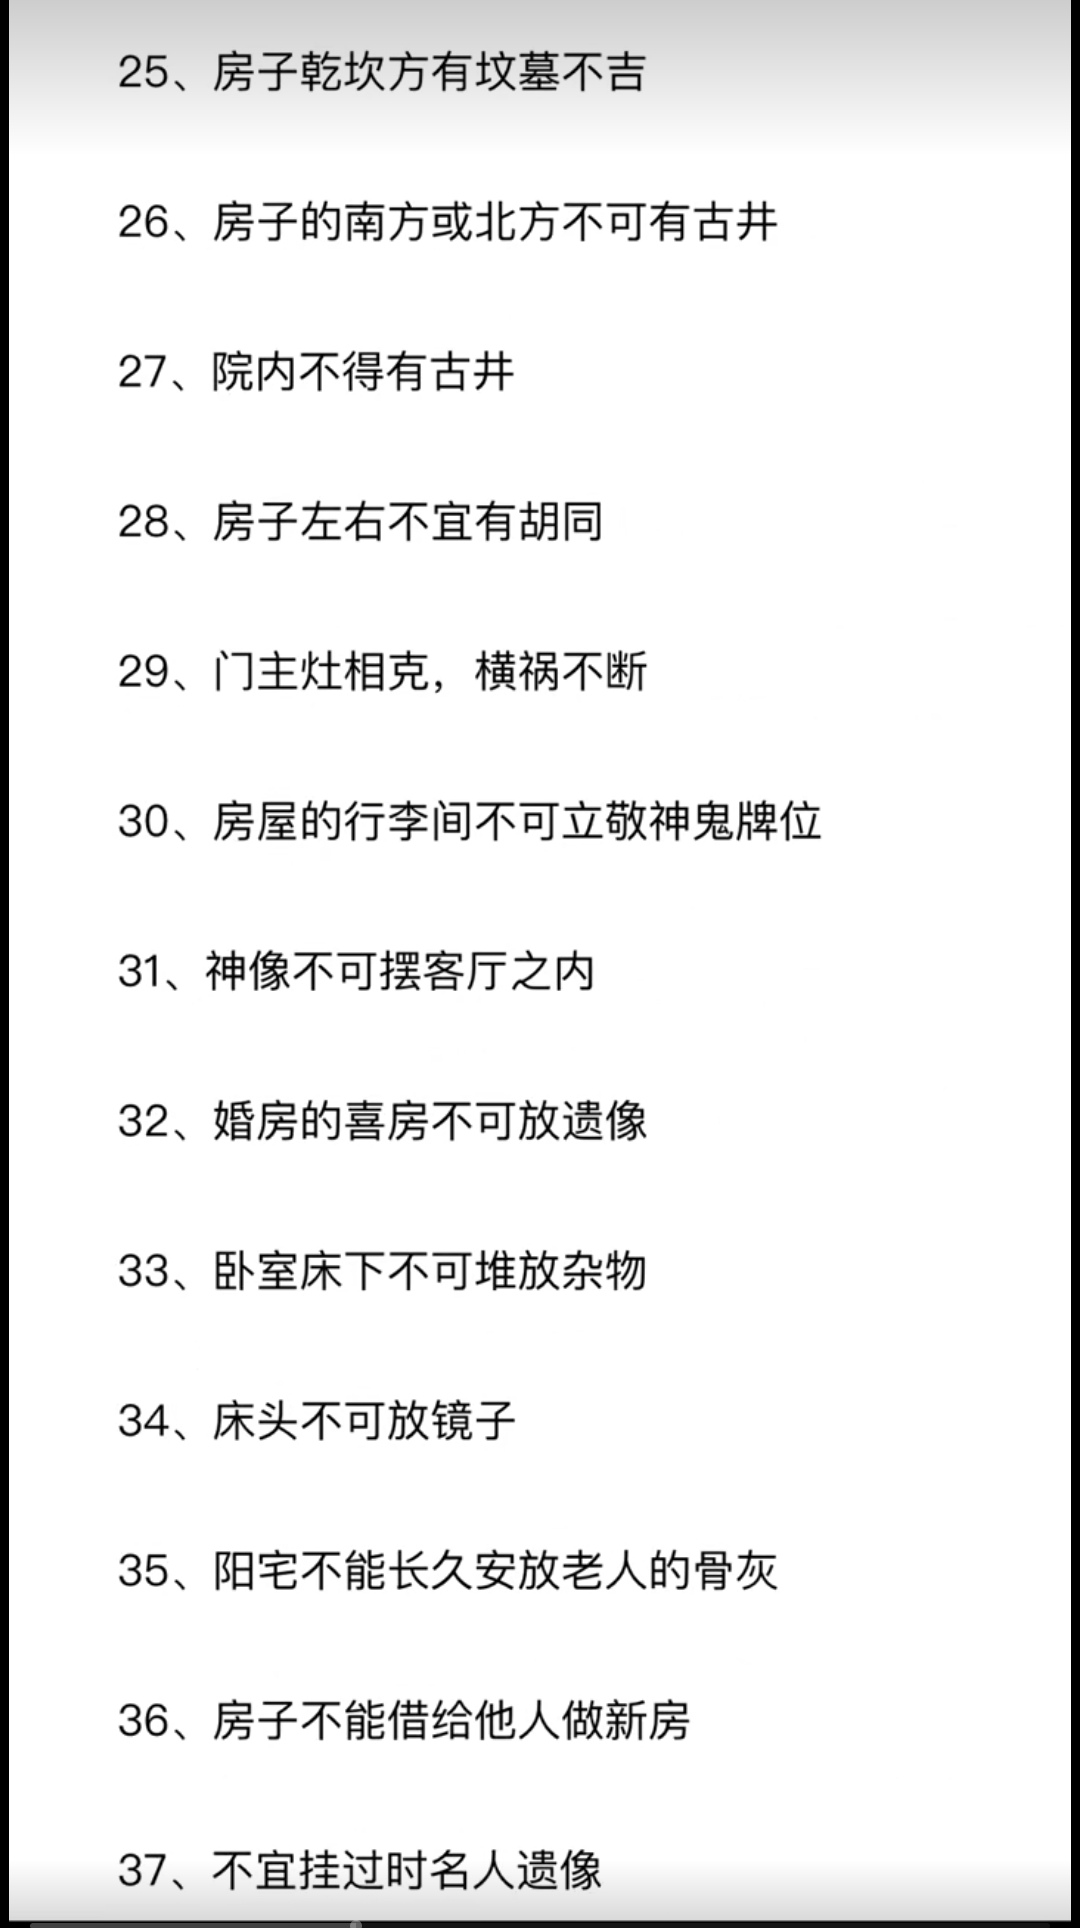 25、房子乾坎方有坟墓不吉
26、房子的南方或北方不可有古井
27、院内不得有古井
28、房子左右不宜有胡同
29、门主灶相克，横祸不断
30、房屋的行李间不可立敬神鬼牌位
31、神像不可摆客厅之内
32、婚房的喜房不可放遗像
33、卧室床下不可堆放杂物
34、床头不可放镜子
35、阳宅不能长久安放老人的骨灰
36、房子不能借给他人做新房
37、不宜挂过时名人遗像